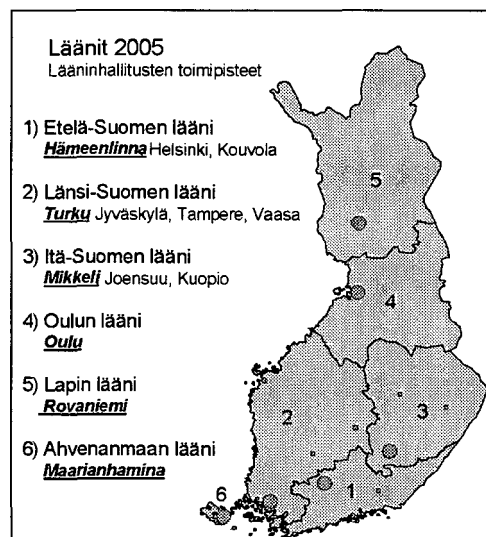 Läänit 2005
Lääninhallitusten toimipisteet
1) Etelä-Suomen lääni
Hämeenlinna Helsinki, Kouvola
2) Länsi-Suomen lääni
Turku Jyväskylä, Tampere, Vaasa
3) Itä-Suomen lääni
Mikkeli Joensuu, Kuopio
4) Oulun lääni
Oulu
5) Lapin lääni
Rovaniemi
6) Ahvenanmaan lääni
Maarianhamina
5
4
2
3
1
6